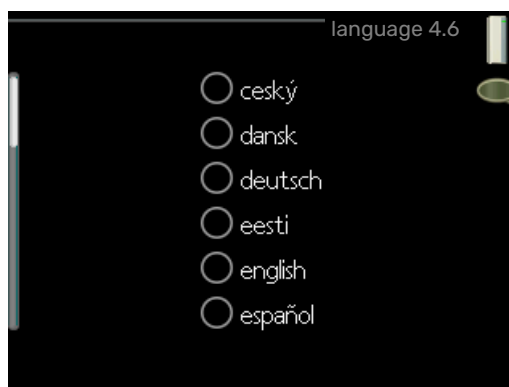 language 4.6
ceský
dansk
deutsch
eesti
english
español